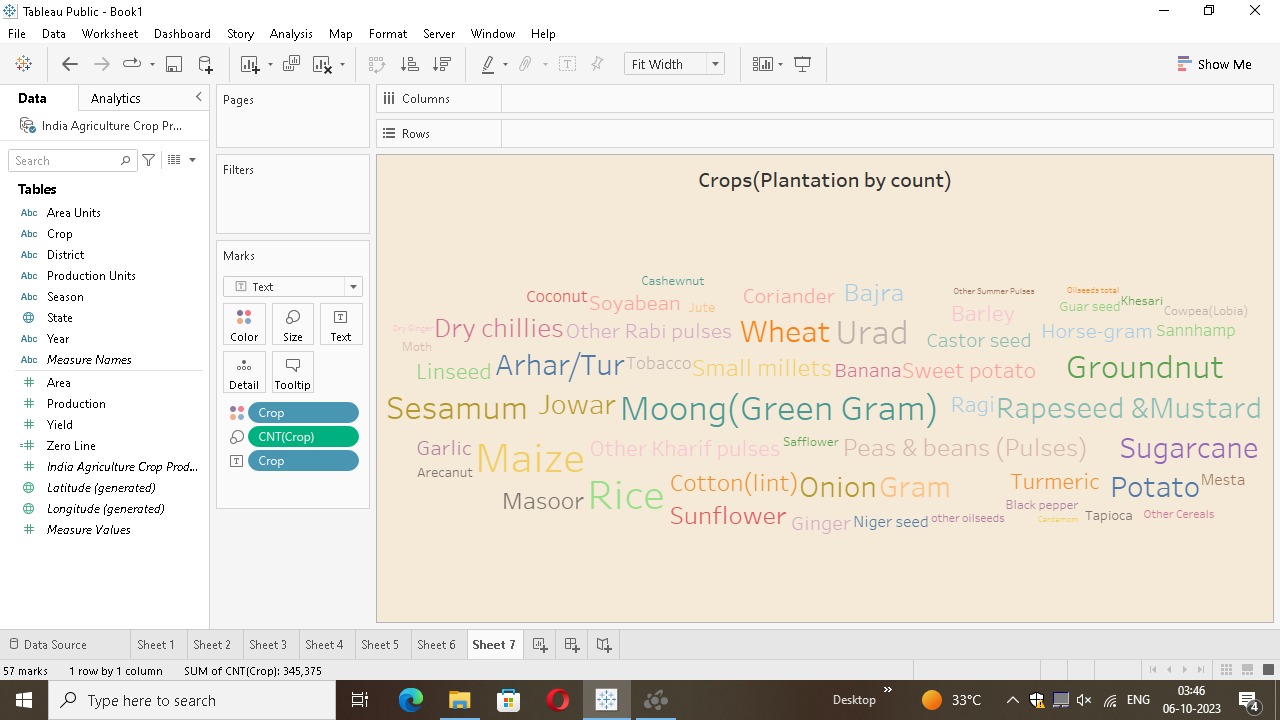 Tableau Public - Book1
File Data Worksheet Dashboard Story Analysis Map Format Server Window Help
Fit Width
Show Me
Data Analytics
India Agriculture Crop Pr...
Search
Tables
Abc Area Units
Abc Crop
Abc District
Abc Production Units
Abc Season
State
Abc Year
Abc Measure Names
Area
Production
Yield
Zero Line
India Agriculture Crop Prod...
Latitude (generated)
Longitude (generated)
Measure Values
Pages
Filters
Marks
Text
Color Size Text
Detail Tooltip
Crop
CNT(Crop)
Crop
Columns
Rows
Crops(Plantation by count)
Cashewnut
Coconut Soyabean Jute Coriander Bajra Other Summer Pulses Oilseeds total
Barley Guar seed Khesari Cowpea(Lobia)
Dry Ginger Dry chillies Other Rabi pulses Wheat Urad Castor seed Horse-gram Sannhamp
Moth
Linseed Arhar/Tur Tobacco Small millets Banana Sweet potato Groundnut
Sesamum Jowar Moong(Green Gram) Ragi Rapeseed &Mustard
Garlic Maize Other Kharif pulses Safflower Peas & beans (Pulses) Sugarcane
Arecanut
Masoor Rice Cotton(lint) Onion Gram Turmeric Potato Mesta
Sunflower Ginger Niger seed other oilseeds Black pepper Cardamom Tapioca Other Cereals
Data Source Sheet 1 Sheet 2 Sheet 3 Sheet 4 Sheet 5 Sheet 6 Sheet 7
57 marks 1 row by 1 column SUM of CNT(Crop): 345,375
Type here to search
Desktop
33°C
ENG
03:46
06-10-2023
4